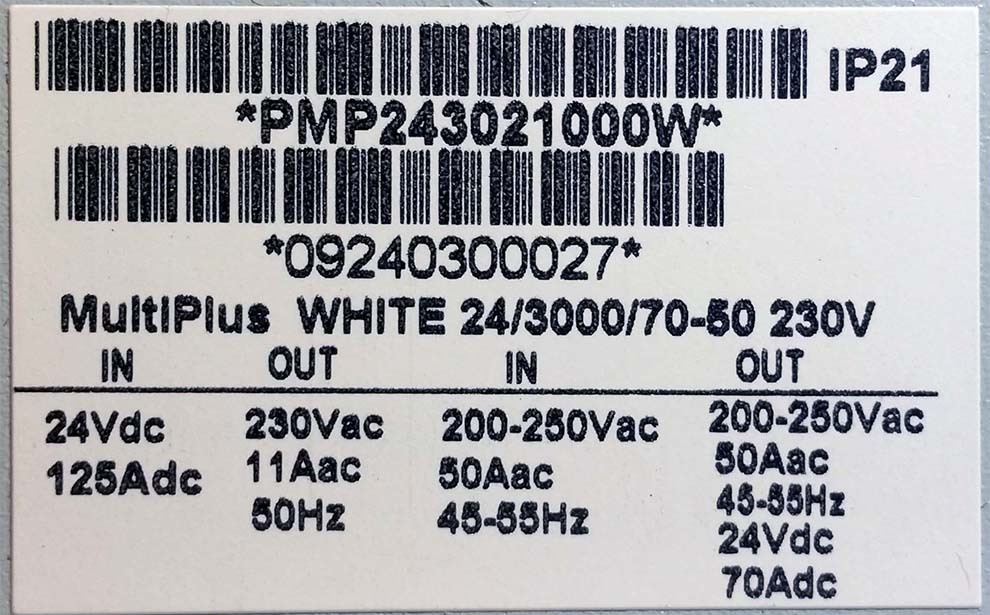 IP21
*PMP243021000W*
*09240300027*
MultiPlus WHITE 24/3000/70-50 230V
IN OUT IN OUT
24Vdc 230Vac 200-250Vac 200-250Vac
125Adc 11Aac 50Aac 50Aac
50Hz 45-55Hz 45-55Hz
24Vdc
70Adc